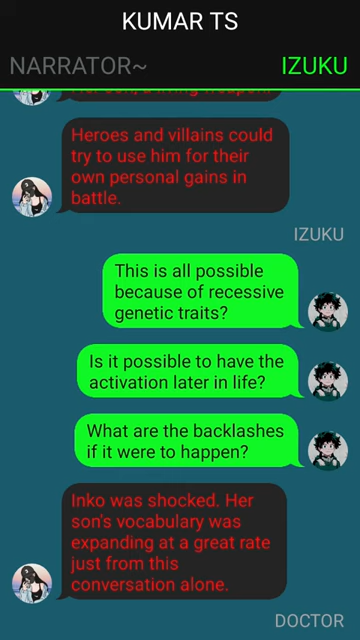 KUMAR TS
NARRATOR~ IZUKU
Heroes and villains could
try to use him for their
own personal gains in
battle.
IZUKU
This is all possible
because of recessive
genetic traits?
Is it possible to have the
activation later in life?
What are the backlashes
if it were to happen?
Inko was shocked. Her
son's vocabulary was
expanding at a great rate
just from this
conversation alone.
DOCTOR